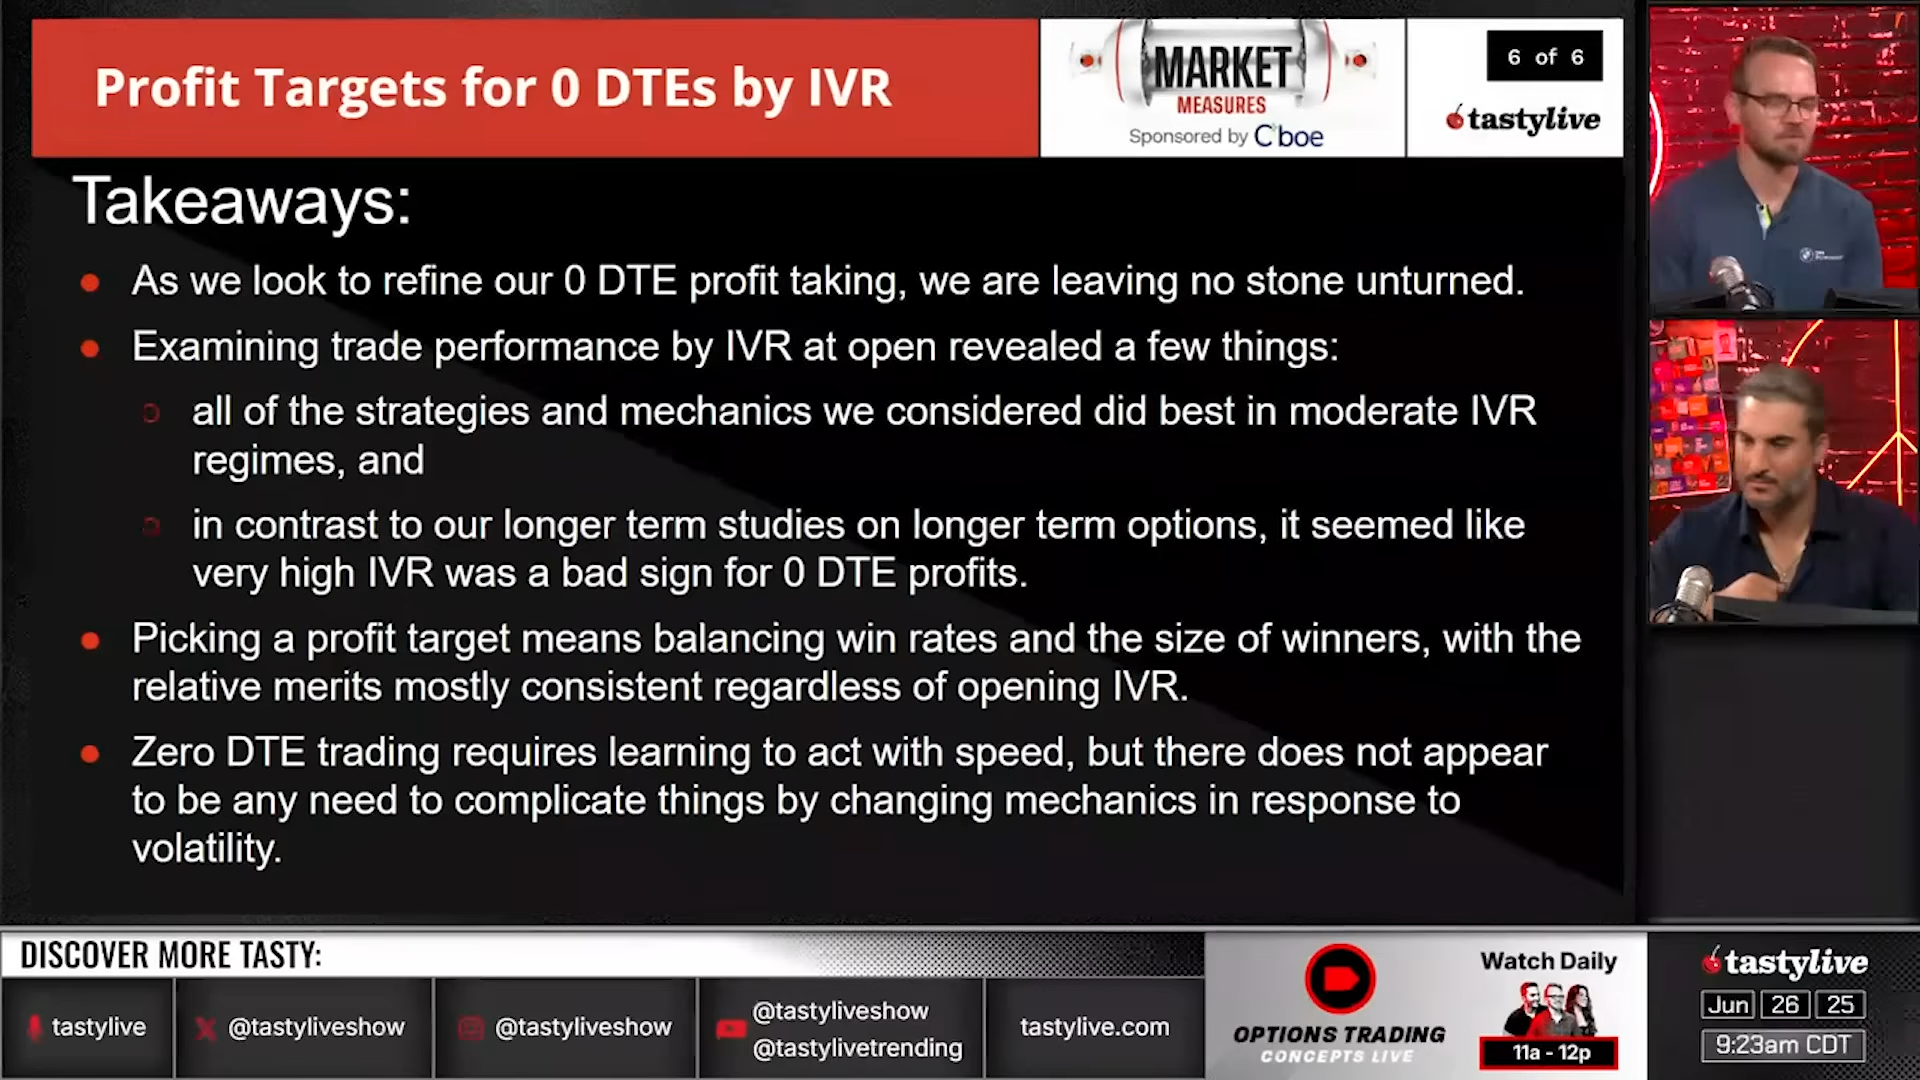 Profit Targets for 0 DTEs by IVR
MARKET
MEASURES
Sponsored by Cboe
6 of 6
tastylive
Takeaways:
As we look to refine our 0 DTE profit taking, we are leaving no stone unturned.
Examining trade performance by IVR at open revealed a few things:
all of the strategies and mechanics we considered did best in moderate IVR
regimes, and
in contrast to our longer term studies on longer term options, it seemed like
very high IVR was a bad sign for 0 DTE profits.
Picking a profit target means balancing win rates and the size of winners, with the
relative merits mostly consistent regardless of opening IVR.
Zero DTE trading requires learning to act with speed, but there does not appear
to be any need to complicate things by changing mechanics in response to
volatility.
DISCOVER MORE TASTY:
tastylive
@tastyliveshow
@tastyliveshow
@tastyliveshow
@tastylivetrending
tastylive.com
OPTIONS TRADING
CONCEPTS LIVE
Watch Daily
11a - 12p
tastylive
Jun 26 25
9:23am CDT